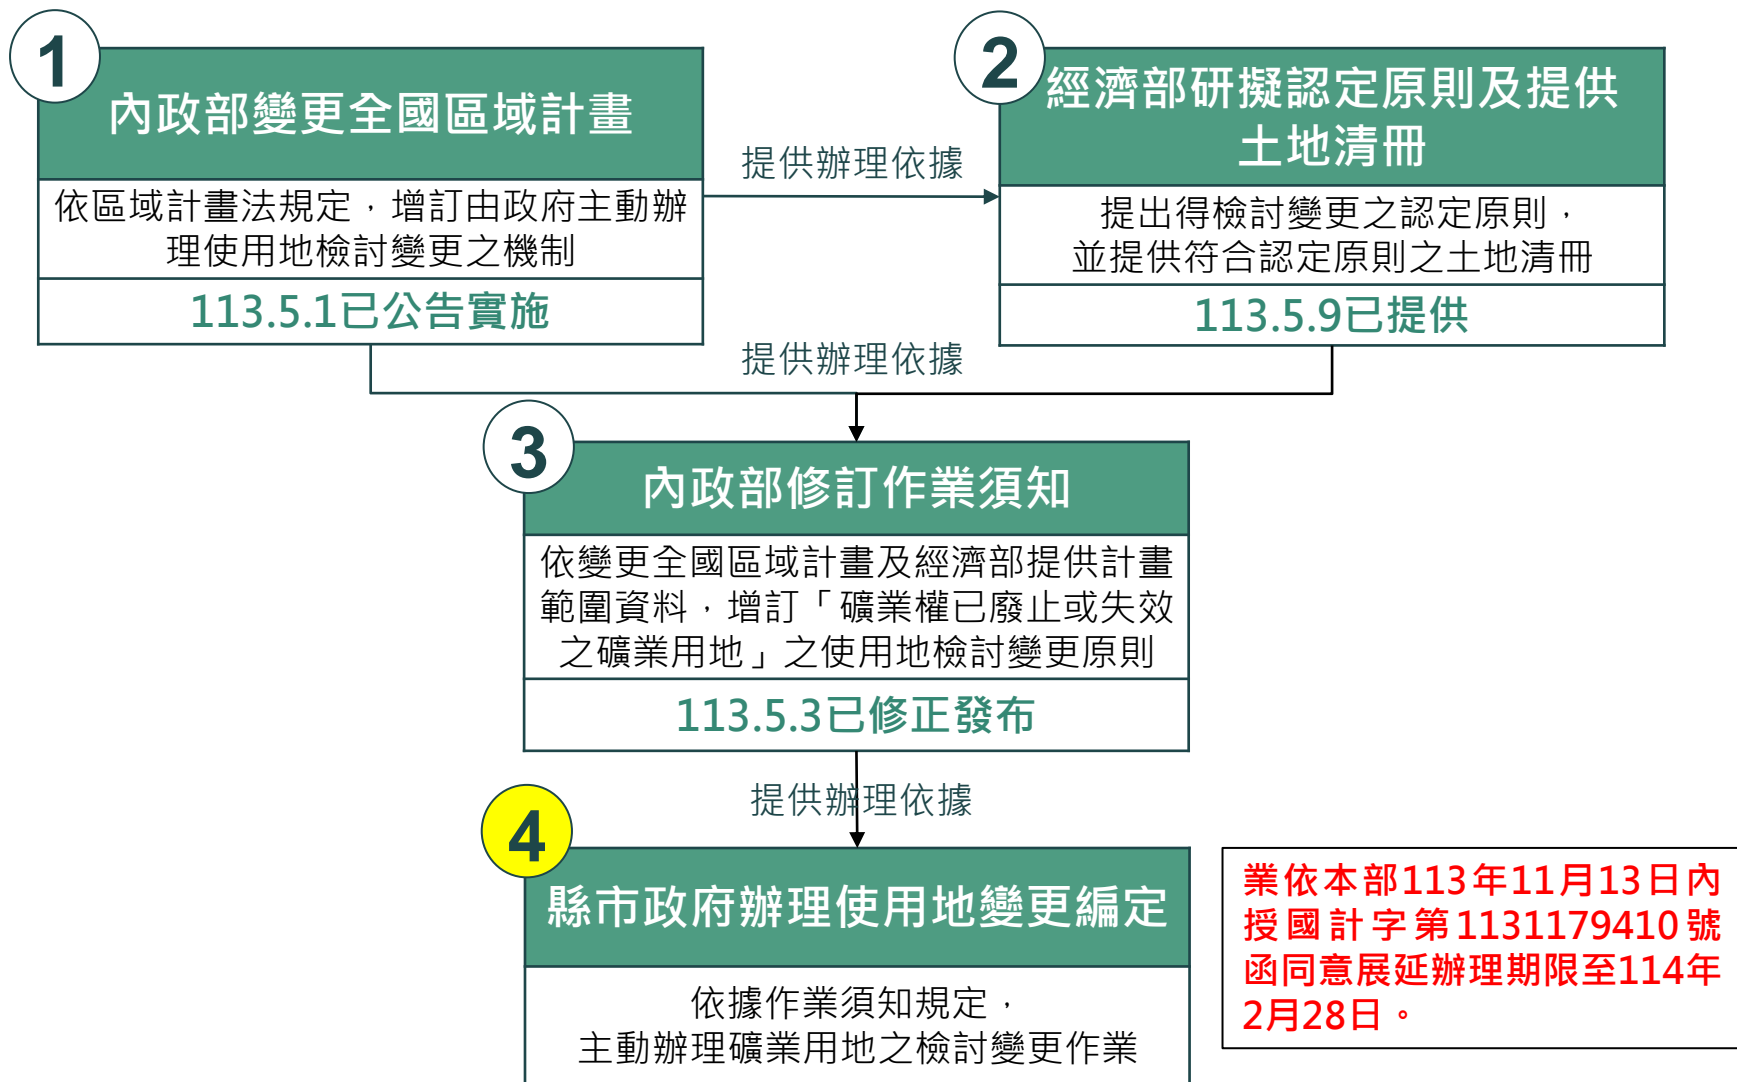 1
內政部變更全國區域計畫
依區域計畫法規定，增訂由政府主動辦
理使用地檢討變更之機制
113.5.1已公告實施
提供辦理依據
2
經濟部研擬認定原則及提供
土地清冊
提出得檢討變更之認定原則，
並提供符合認定原則之土地清冊
113.5.9已提供
提供辦理依據
3
內政部修訂作業須知
依變更全國區域計畫及經濟部提供計畫
範圍資料，增訂「礦業權已廢止或失效
之礦業用地」之使用地檢討變更原則
113.5.3已修正發布
提供辦理依據
4
縣市政府辦理使用地變更編定
依據作業須知規定，
主動辦理礦業用地之檢討變更作業
業依本部113年11月13日內
授國計字第1131179410號
函同意展延辦理期限至114年
2月28日。